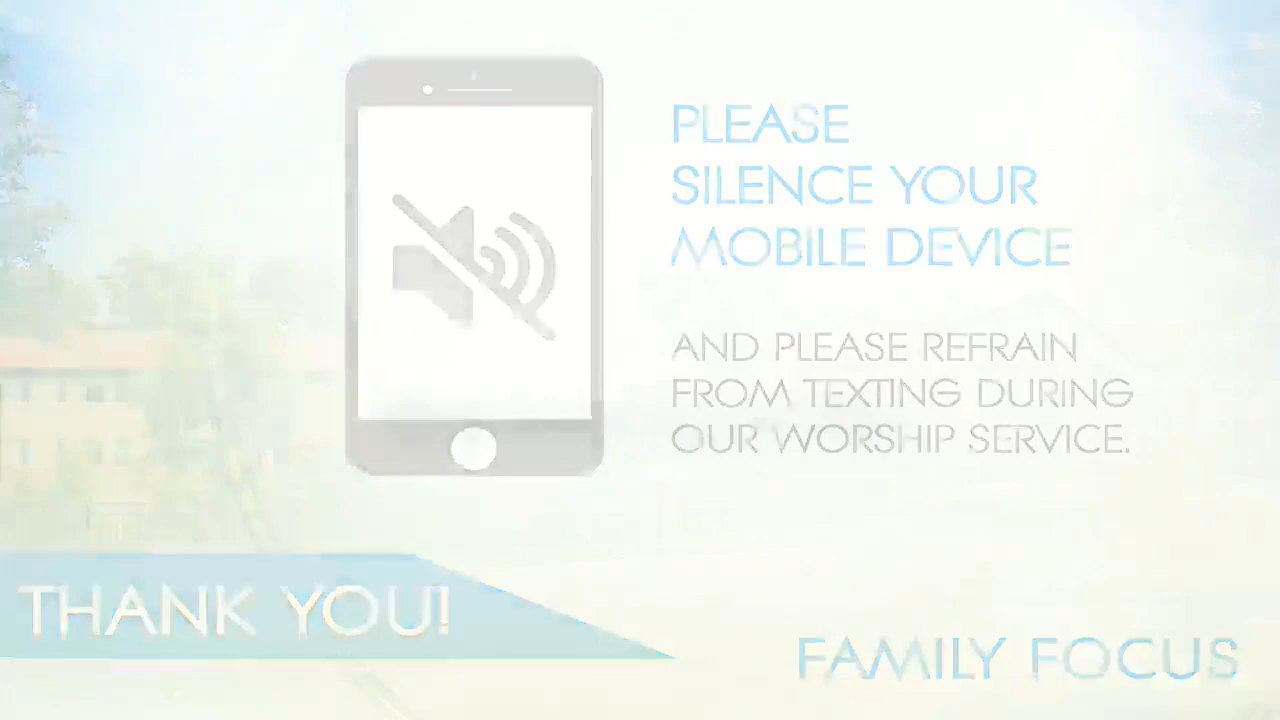 PLEASE
SILENCE YOUR
MOBILE DEVICE
AND PLEASE REFRAIN
FROM TEXTING DURING
OUR WORSHIP SERVICE.
THANK YOU!
FAMILY FOCUS